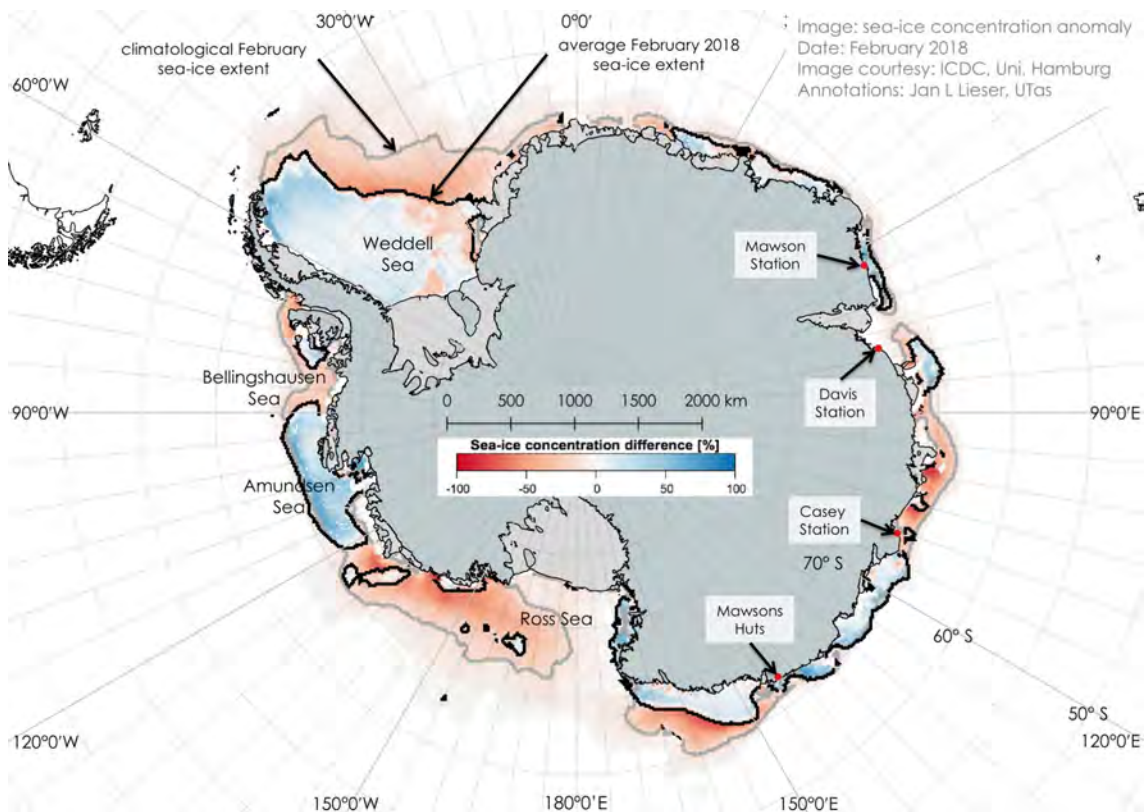 30°0'W
0°0'
30°0'E
Image: sea-ice concentration anomaly
Date: February 2018
Image courtesy: ICDC, Uni, Hamburg
Annotations: Jan L Lieser, UTas
climatological February
sea-ice extent
average February 2018
sea-ice extent
60°0'W
60°0'E
Weddell
Sea
Mawson
Station
Bellingshausen
Sea
Davis
Station
90°0'W
0 500 1000 1500 2000 km
90°0'E
Sea-ice concentration difference [%]
-100 -50 0 50 100
Amundsen
Sea
Casey
Station
70° S
Ross Sea
Mawsons
Huts
60° S
50° S
120°0'W
120°0'E
150°0'W
180°0'E
150°0'E